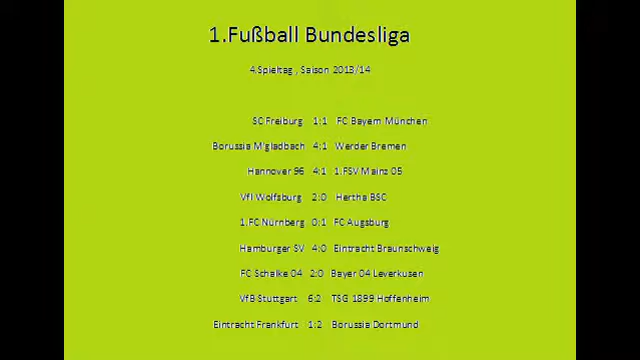 1.Fußball Bundesliga
4.Spieltag , Saison 2013/14
SC Freiburg 1:1 FC Bayern München
Borussia M'gladbach 4:1 Werder Bremen
Hannover 96 4:1 1.FSV Mainz 05
Vfl Wolfsburg 2:0 Hertha BSC
1.FC Nürnberg 0:1 FC Augsburg
Hamburger SV 4:0 Eintracht Braunschweig
FC Schalke 04 2:0 Bayer 04 Leverkusen
VfB Stuttgart 6:2 TSG 1899 Hoffenheim
Eintracht Frankfurt 1:2 Borussia Dortmund